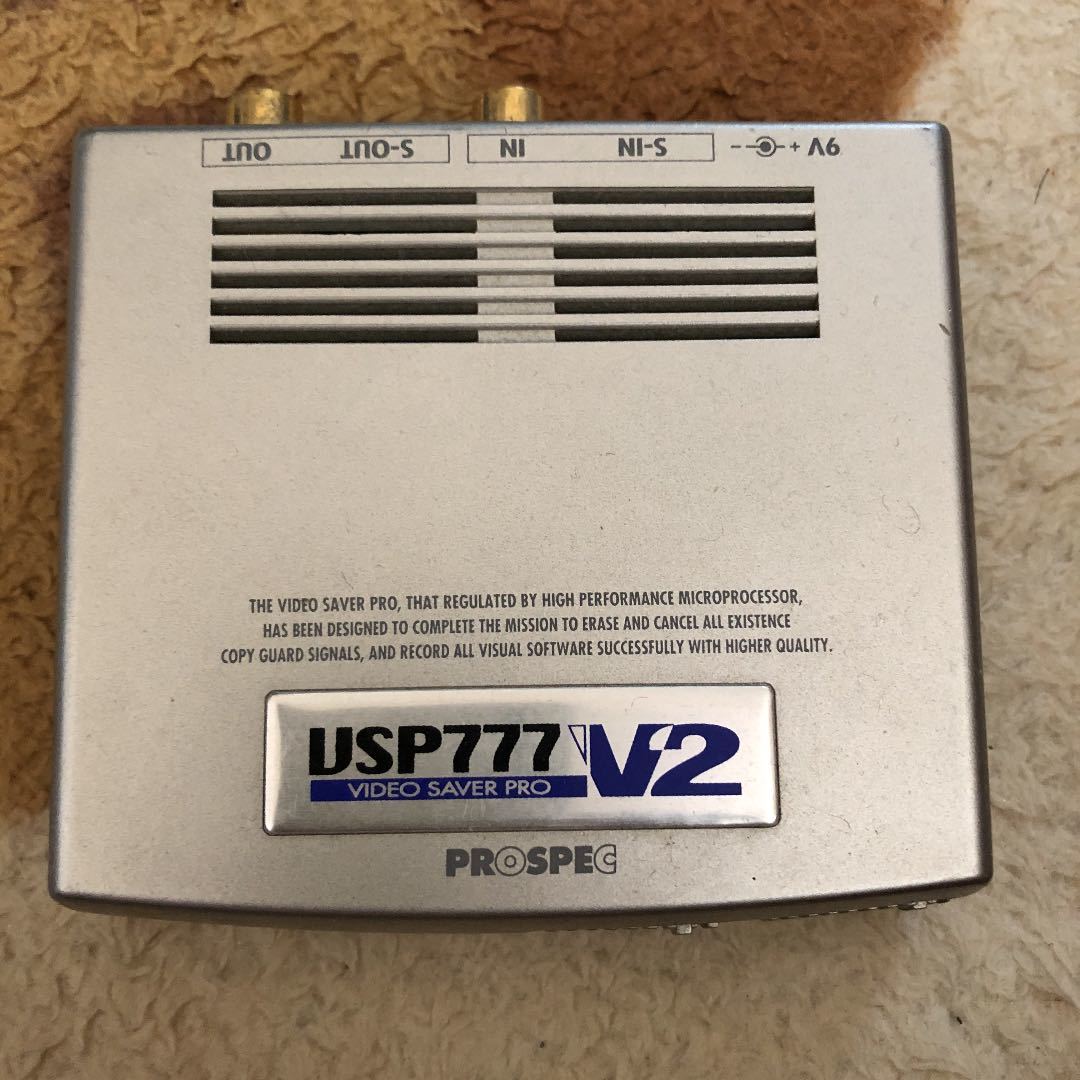 OUT S-OUT IN S-IN - + 9V
THE VIDEO SAVER PRO, THAT REGULATED BY HIGH PERFORMANCE MICROPROCESSOR,
HAS BEEN DESIGNED TO COMPLETE THE MISSION TO ERASE AND CANCEL ALL EXISTENCE
COPY GUARD SIGNALS, AND RECORD ALL VISUAL SOFTWARE SUCCESSFULLY WITH HIGHER QUALITY.
VSP777 V2
VIDEO SAVER PRO
PROSPEC